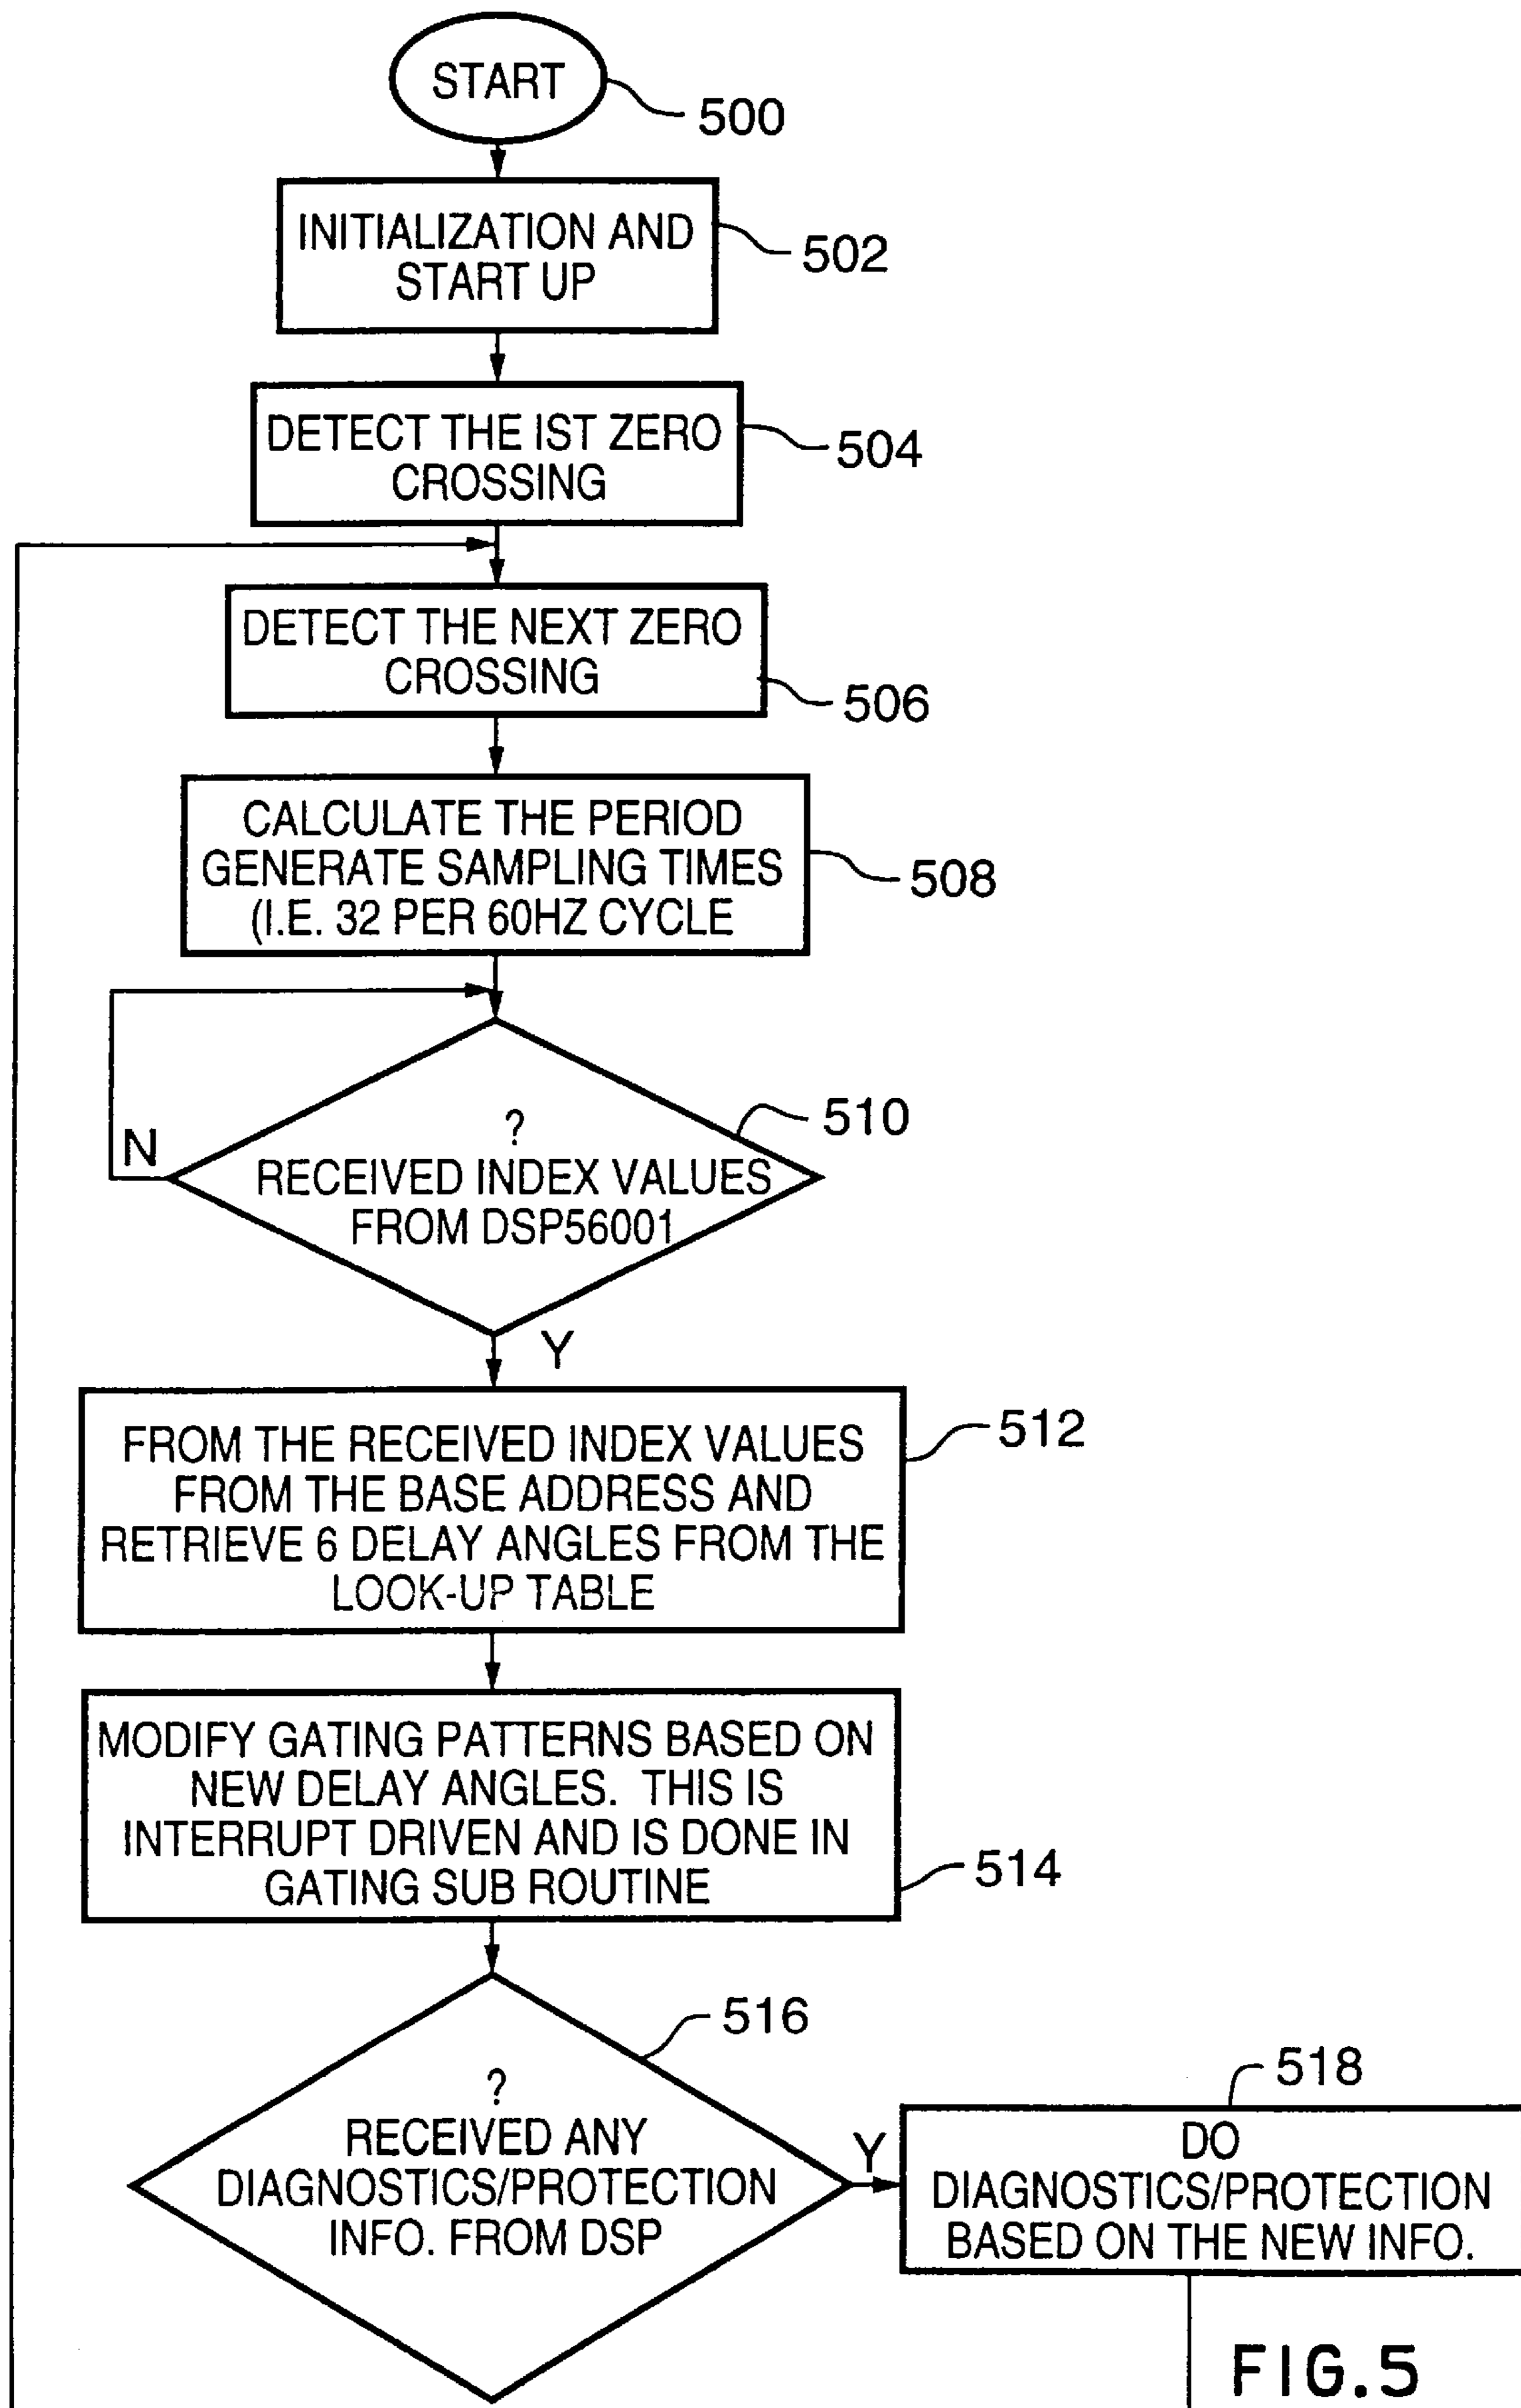 START
500
INITIALIZATION AND
START UP
502
DETECT THE IST ZERO
CROSSING
504
DETECT THE NEXT ZERO
CROSSING
506
CALCULATE THE PERIOD
GENERATE SAMPLING TIMES
(I.E. 32 PER 60HZ CYCLE
508
?
RECEIVED INDEX VALUES
FROM DSP56001
510
N
Y
FROM THE RECEIVED INDEX VALUES
FROM THE BASE ADDRESS AND
RETRIEVE 6 DELAY ANGLES FROM THE
LOOK-UP TABLE
512
MODIFY GATING PATTERNS BASED ON
NEW DELAY ANGLES. THIS IS
INTERRUPT DRIVEN AND IS DONE IN
GATING SUB ROUTINE
514
?
RECEIVED ANY
DIAGNOSTICS/PROTECTION
INFO. FROM DSP
516
Y
518
DO
DIAGNOSTICS/PROTECTION
BASED ON THE NEW INFO.
FIG.5